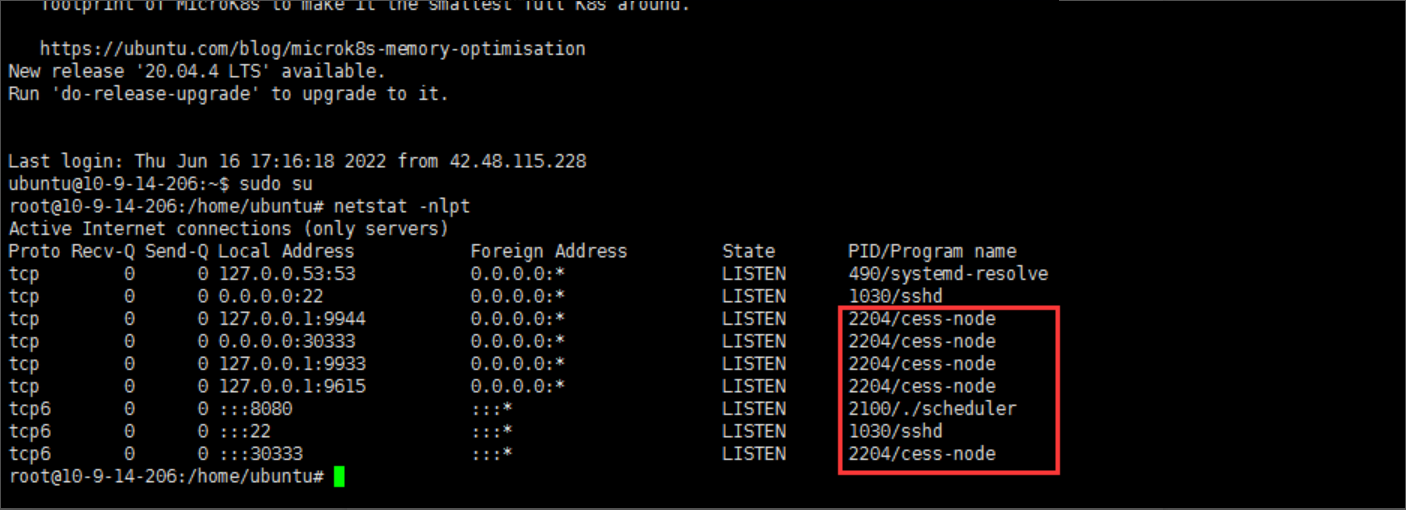 footprint of MicroK8s to make it the smallest full K8s around.
https://ubuntu.com/blog/microk8s-memory-optimisation
New release '20.04.4 LTS' available.
Run 'do-release-upgrade' to upgrade to it.
Last login: Thu Jun 16 17:16:18 2022 from 42.48.115.228
ubuntu@10-9-14-206:~$ sudo su
root@10-9-14-206:/home/ubuntu# netstat -nlpt
Active Internet connections (only servers)
Proto Recv-Q Send-Q Local Address           Foreign Address         State       PID/Program name
tcp        0      0 127.0.0.53:53           0.0.0.0:*               LISTEN      490/systemd-resolve
tcp        0      0 0.0.0.0:22              0.0.0.0:*               LISTEN      1030/sshd
tcp        0      0 127.0.0.1:9944          0.0.0.0:*               LISTEN      2204/cess-node
tcp        0      0 0.0.0.0:30333           0.0.0.0:*               LISTEN      2204/cess-node
tcp        0      0 127.0.0.1:9933          0.0.0.0:*               LISTEN      2204/cess-node
tcp        0      0 127.0.0.1:9615          0.0.0.0:*               LISTEN      2204/cess-node
tcp6       0      0 :::8080                 :::*                    LISTEN      2100/./scheduler
tcp6       0      0 :::22                   :::*                    LISTEN      1030/sshd
tcp6       0      0 :::30333                :::*                    LISTEN      2204/cess-node
root@10-9-14-206:/home/ubuntu#